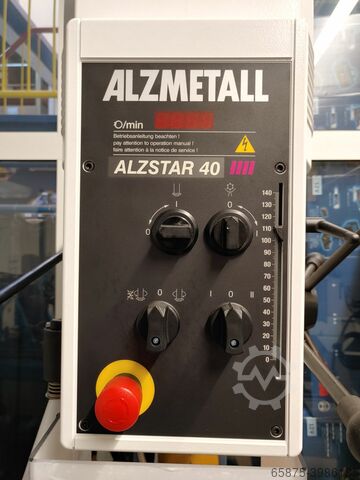 ALZMETALL
/min
Betriebsanleitung beachten !
pay attention to operation manual !
faire attention à la notice de service !
ALZSTAR 40
I
0
I
0
140
130
120
110
100
90
80
70
60
50
40
30
20
10
0
0
I 0 II